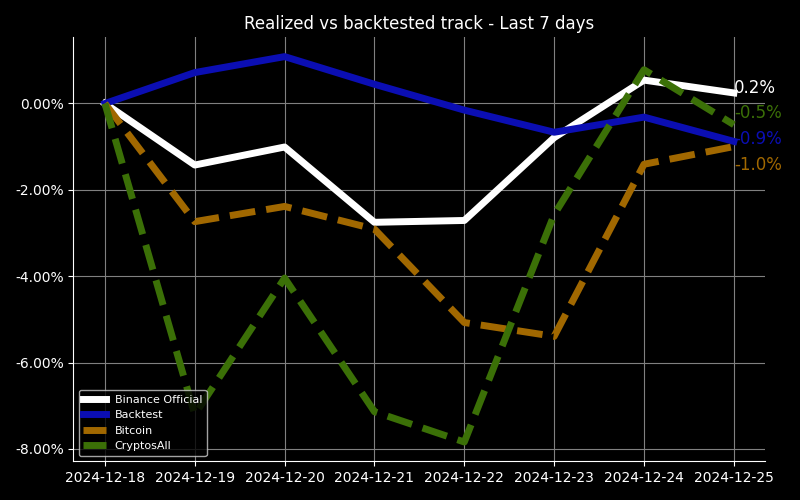 Realized vs backtested track - Last 7 days
0.00%
-2.00%
-4.00%
-6.00%
-8.00%
0.2%
-0.5%
-0.9%
-1.0%
Binance Official
Backtest
Bitcoin
CryptosAll
2024-12-18 2024-12-19 2024-12-20 2024-12-21 2024-12-22 2024-12-23 2024-12-24 2024-12-25